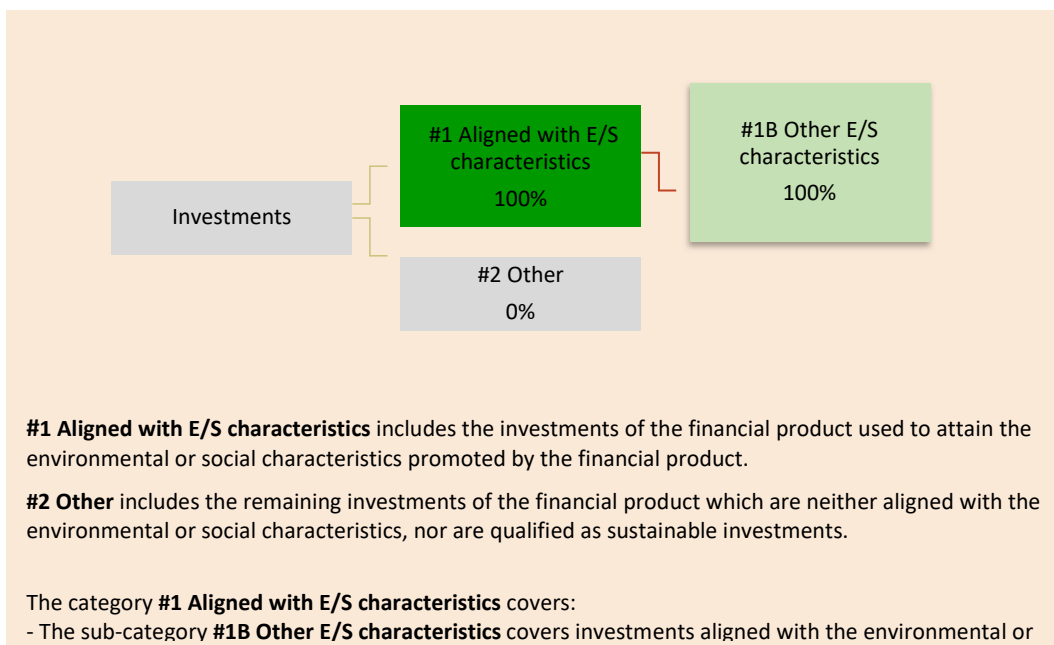 #1 Aligned with E/S
characteristics
100%
#1B Other E/S
characteristics
100%
Investments
#2 Other
0%
#1 Aligned with E/S characteristics includes the investments of the financial product used to attain the
environmental or social characteristics promoted by the financial product.
#2 Other includes the remaining investments of the financial product which are neither aligned with the
environmental or social characteristics, nor are qualified as sustainable investments.
The category #1 Aligned with E/S characteristics covers:
- The sub-category #1B Other E/S characteristics covers investments aligned with the environmental or